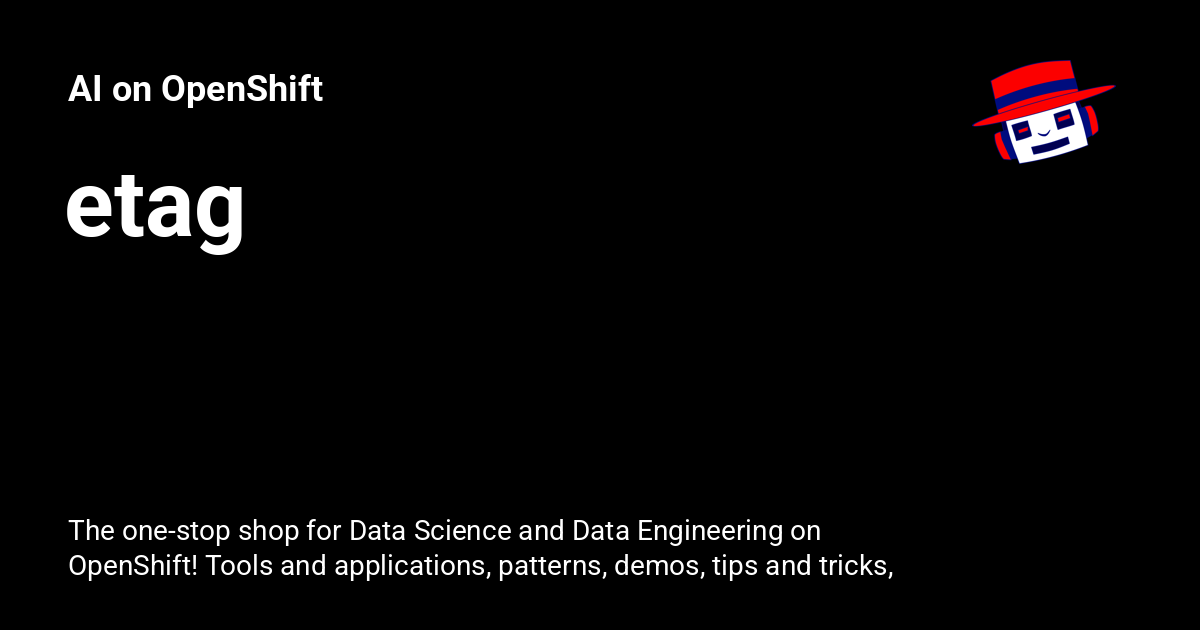 AI on OpenShift
etag
The one-stop shop for Data Science and Data Engineering on
OpenShift! Tools and applications, patterns, demos, tips and tricks,